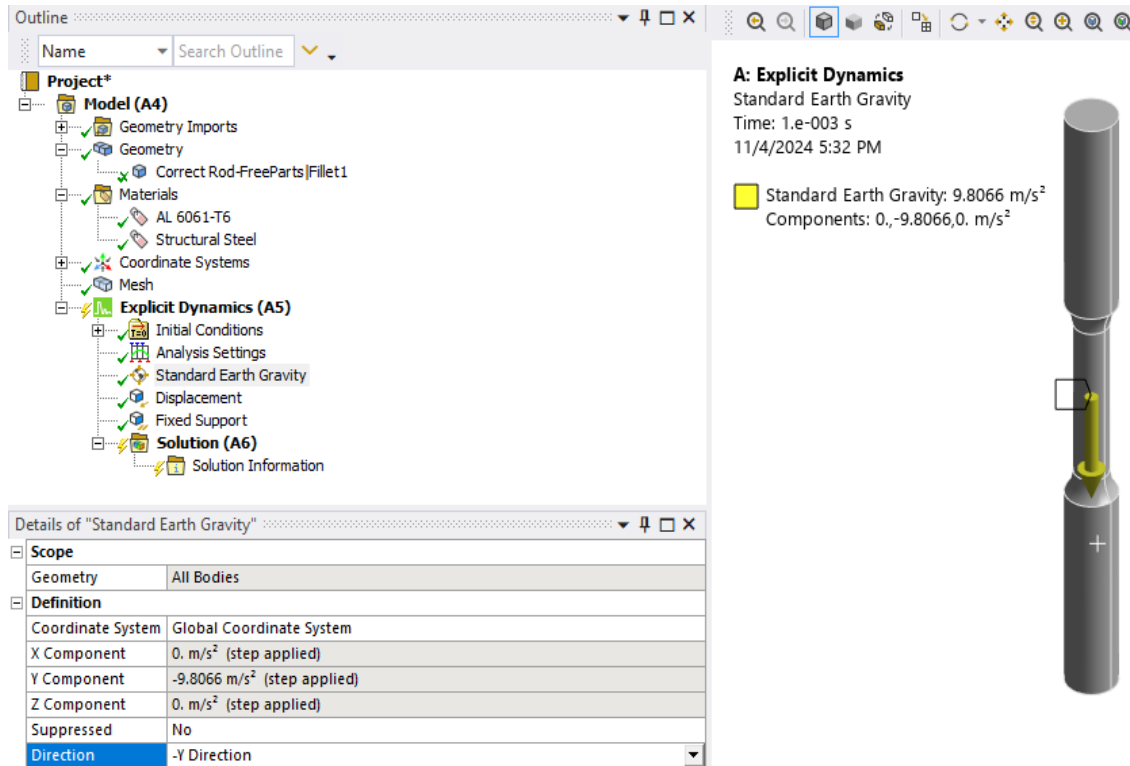 Outline
Name
Search Outline
Project*
Model (A4)
Geometry Imports
Geometry
Correct Rod-FreeParts|Fillet1
Materials
AL 6061-T6
Structural Steel
Coordinate Systems
Mesh
Explicit Dynamics (A5)
T=0
Initial Conditions
Analysis Settings
Standard Earth Gravity
Displacement
Fixed Support
Solution (A6)
Solution Information
Details of "Standard Earth Gravity"
Scope
Geometry All Bodies
Definition
Coordinate System Global Coordinate System
X Component 0. m/s² (step applied)
Y Component -9.8066 m/s² (step applied)
Z Component 0. m/s² (step applied)
Suppressed No
Direction -Y Direction
A: Explicit Dynamics
Standard Earth Gravity
Time: 1.e-003 s
11/4/2024 5:32 PM
Standard Earth Gravity: 9.8066 m/s²
Components: 0.,-9.8066,0. m/s²